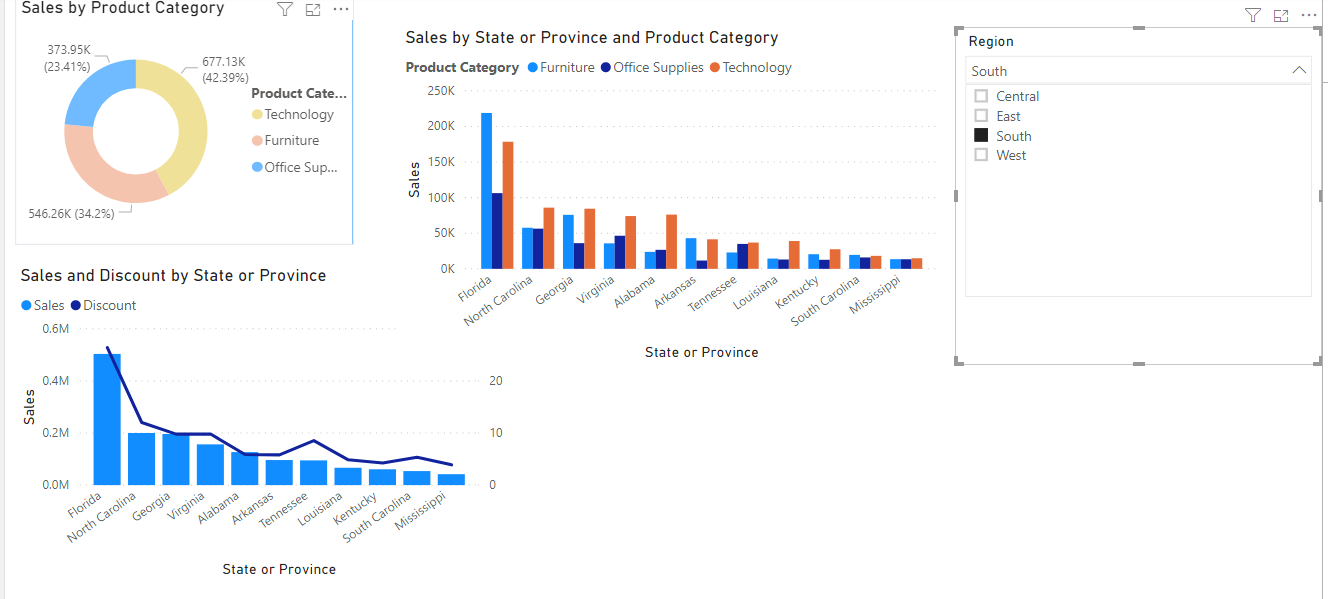 Sales by Product Category
373.95K
(23.41%)
677.13K
(42.39%)
546.26K (34.2%)
Product Cate...
Technology
Furniture
Office Sup...
Sales by State or Province and Product Category
Product Category Furniture Office Supplies Technology
250K
200K
150K
100K
50K
0K
Sales
Florida
North Carolina
Georgia
Virginia
Alabama
Arkansas
Tennessee
Louisiana
Kentucky
South Carolina
Mississippi
State or Province
Region
South
Central
East
South
West
Sales and Discount by State or Province
Sales Discount
0.6M
0.4M
0.2M
0.0M
Sales
20
10
0
Florida
North Carolina
Georgia
Virginia
Alabama
Arkansas
Tennessee
Louisiana
Kentucky
South Carolina
Mississippi
State or Province